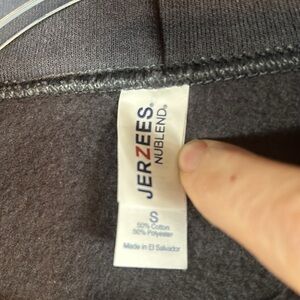 JERZEES®
NUBLEND®
S
50% Cotton
50% Polyester
Made in El Salvador